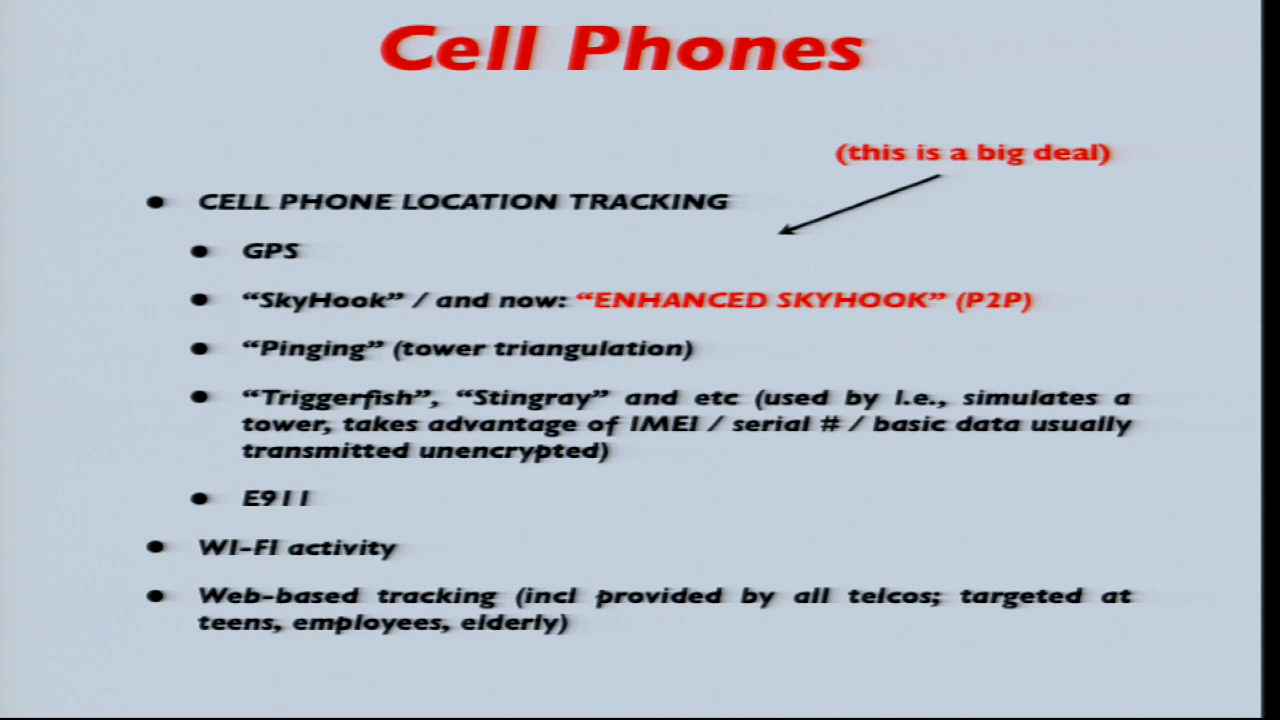 Cell Phones
(this is a big deal)
• CELL PHONE LOCATION TRACKING
• GPS
• “SkyHook” / and now: “ENHANCED SKYHOOK” (P2P)
• “Pinging” (tower triangulation)
• “Triggerfish”, “Stingray” and etc (used by l.e., simulates a
tower, takes advantage of IMEI / serial # / basic data usually
transmitted unencrypted)
• E911
• WI-FI activity
• Web-based tracking (incl provided by all telcos; targeted at
teens, employees, elderly)